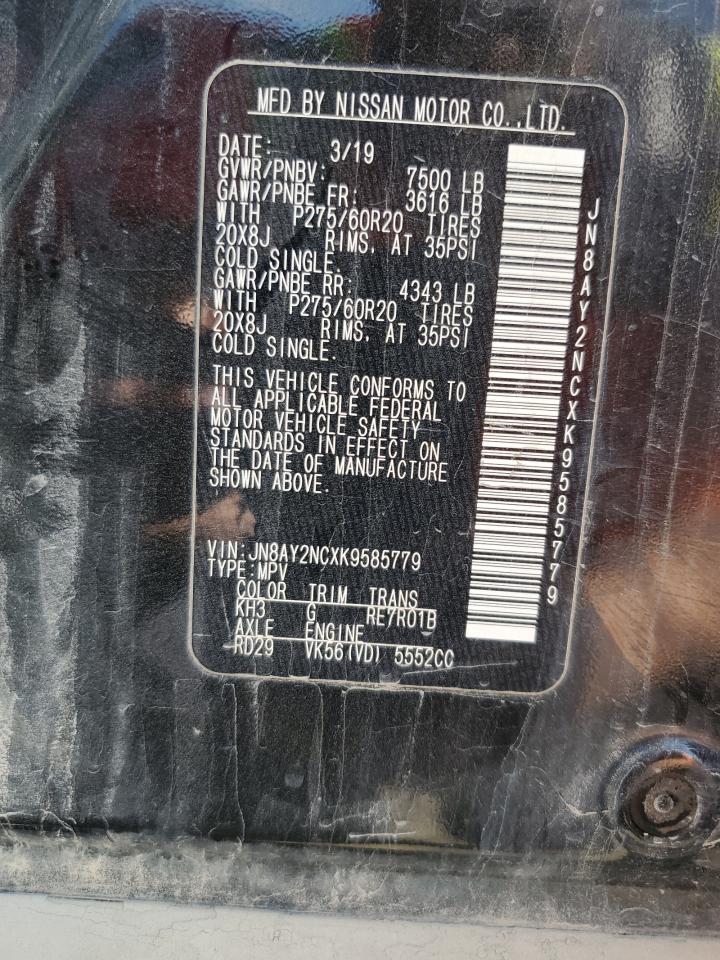 MFD BY NISSAN MOTOR CO.,LTD.
DATE: 3/19
GVWR/PNBV: 7500 LB
GAWR/PNBE FR: 3616 LB
WITH P275/60R20 TIRES
20X8J RIMS, AT 35PSI
COLD SINGLE.
GAWR/PNBE RR: 4343 LB
WITH P275/60R20 TIRES
20X8J RIMS, AT 35PSI
COLD SINGLE.
THIS VEHICLE CONFORMS TO
ALL APPLICABLE FEDERAL
MOTOR VEHICLE SAFETY
STANDARDS IN EFFECT ON
THE DATE OF MANUFACTURE
SHOWN ABOVE.
VIN:JN8AY2NCXK9585779
TYPE:MPV
COLOR TRIM TRANS
KH3 G RE7R01B
AXLE ENGINE
RD29 VK56(VD) 5552CC
JN8AY2NCXK9585779